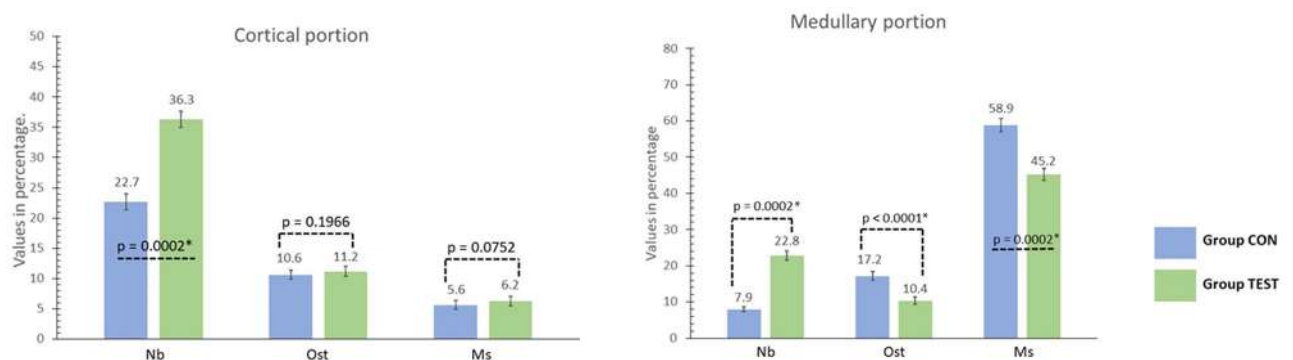 Cortical portion
Values in percentage.
50
45
40
35
30
25
20
15
10
5
0
22.7
36.3
p = 0.0002*
10.6
11.2
p = 0.1966
5.6
6.2
p = 0.0752
Nb
Ost
Ms
Medullary portion
Values in percentage
80
70
60
50
40
30
20
10
0
7.9
22.8
p = 0.0002*
17.2
10.4
p < 0.0001*
58.9
45.2
p = 0.0002*
Nb
Ost
Ms
Group CON
Group TEST